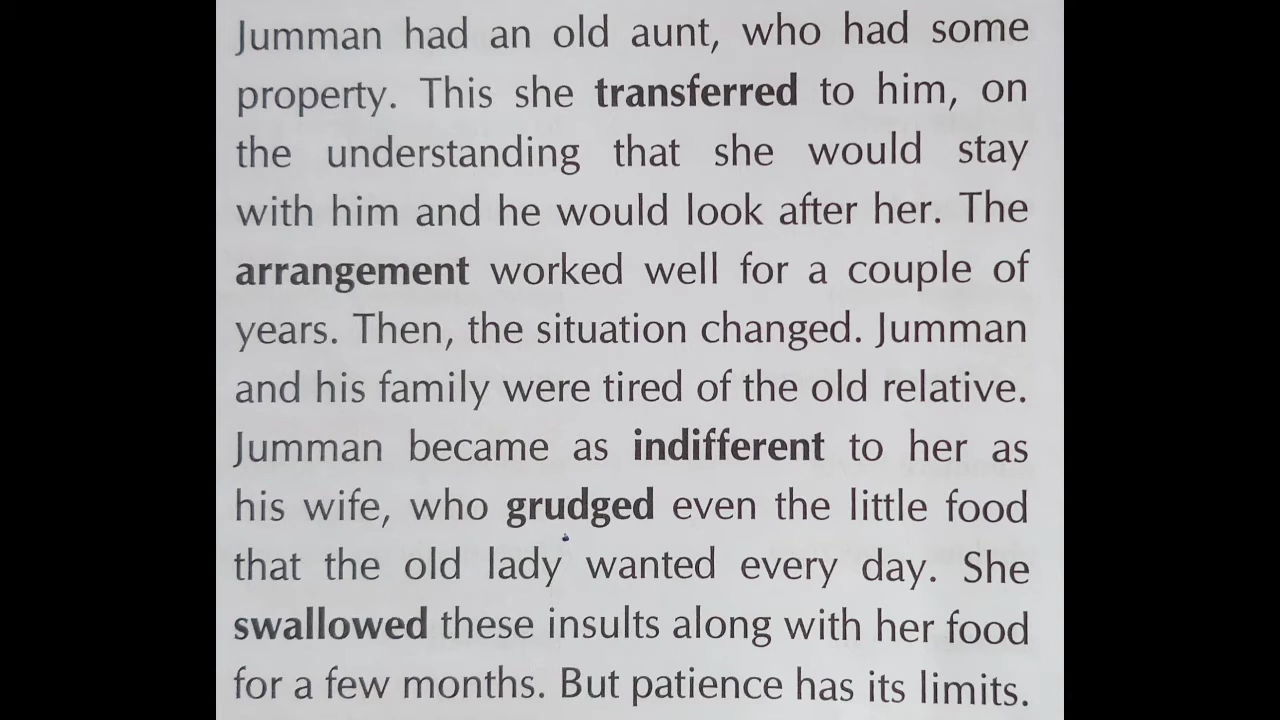 Jumman had an old aunt, who had some
property. This she transferred to him, on
the understanding that she would stay
with him and he would look after her. The
arrangement worked well for a couple of
years. Then, the situation changed. Jumman
and his family were tired of the old relative.
Jumman became as indifferent to her as
his wife, who grudged even the little food
that the old lady wanted every day. She
swallowed these insults along with her food
for a few months. But patience has its limits.